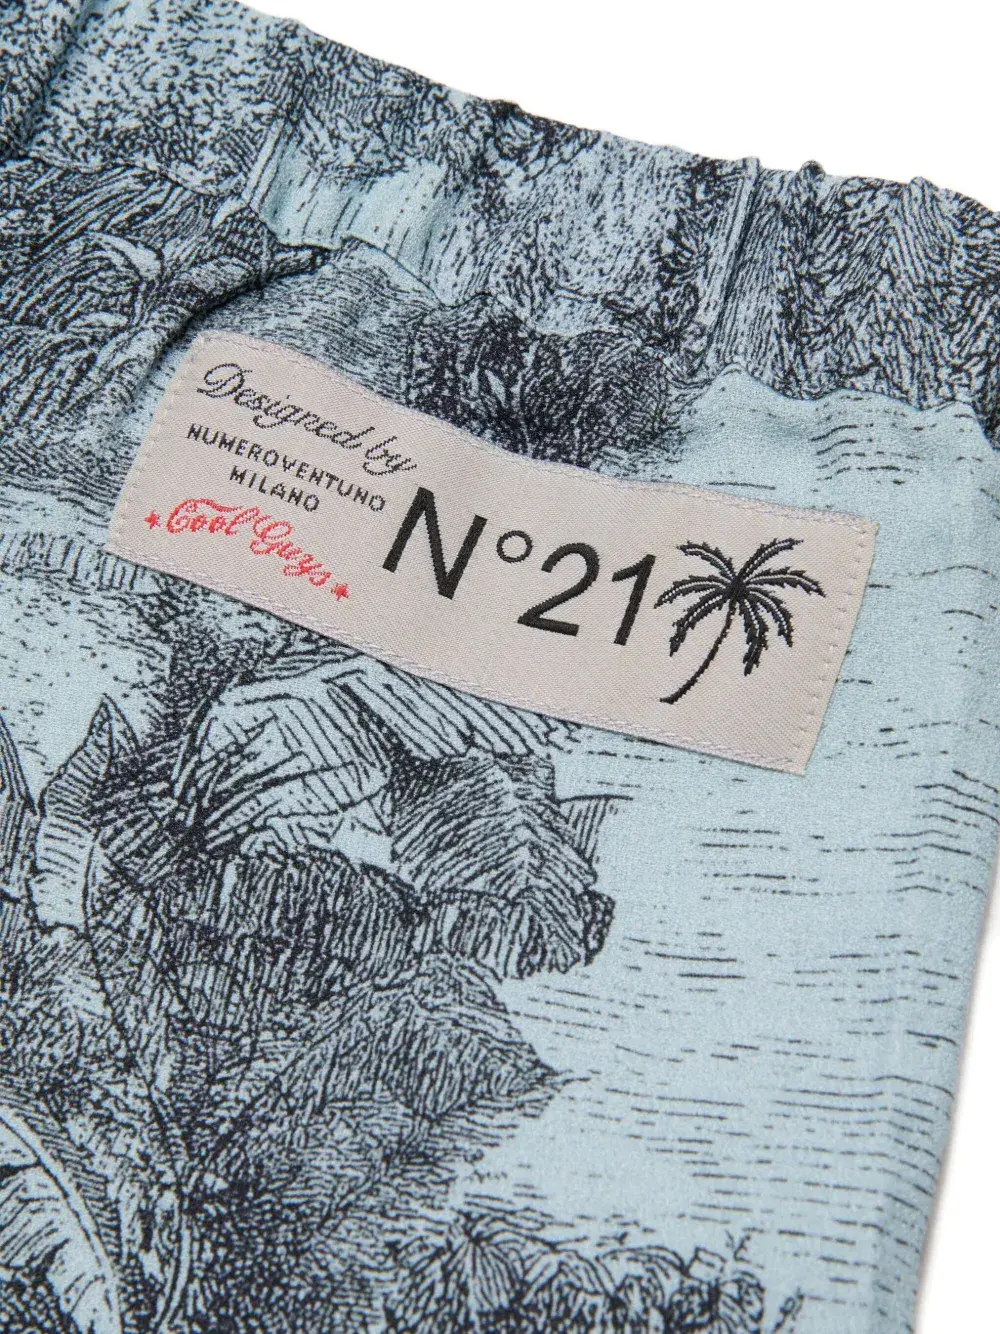 Designed by
NUMEROVENTUNO
MILANO
Cool Guys
N°21